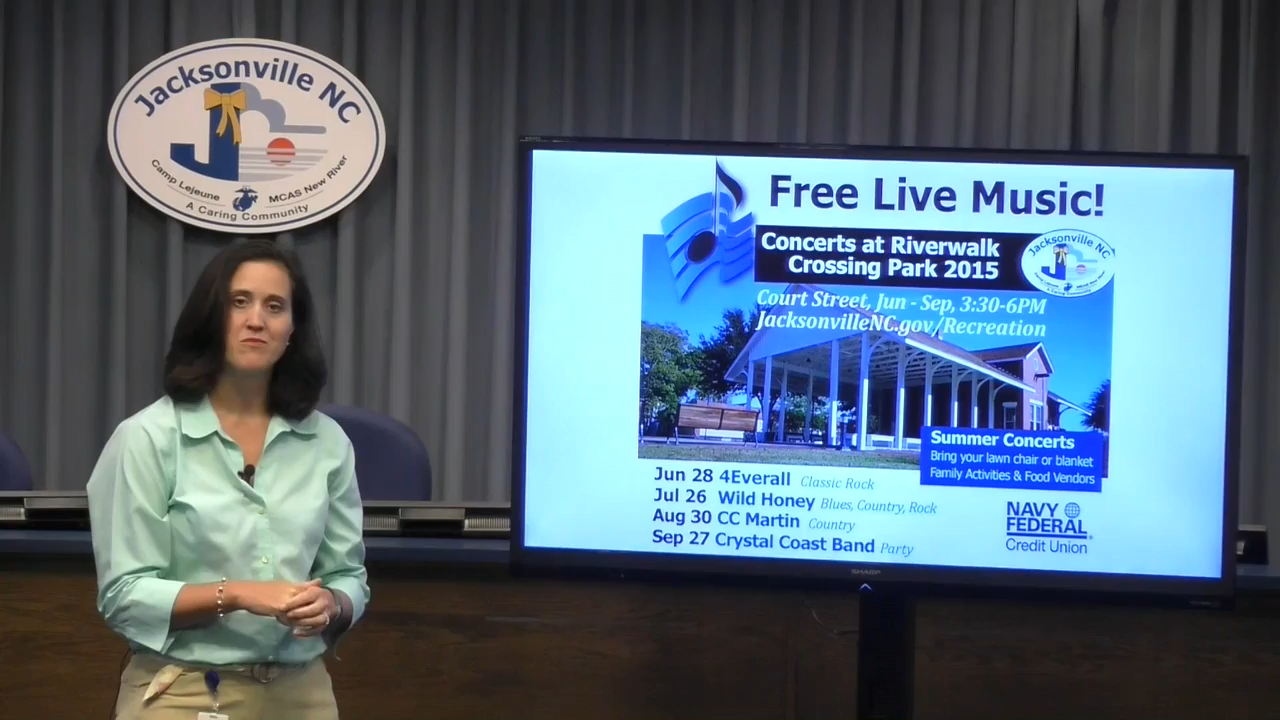 Jacksonville NC
Camp Lejeune
MCAS New River
A Caring Community
Free Live Music!
Concerts at Riverwalk
Crossing Park 2015
Jacksonville NC
Court Street, Jun - Sep, 3:30-6PM
JacksonvilleNC.gov/Recreation
Summer Concerts
Bring your lawn chair or blanket
Family Activities & Food Vendors
Jun 28 4Everall Classic Rock
Jul 26 Wild Honey Blues, Country, Rock
Aug 30 CC Martin Country
Sep 27 Crystal Coast Band Party
NAVY
FEDERAL
Credit Union
SHARP